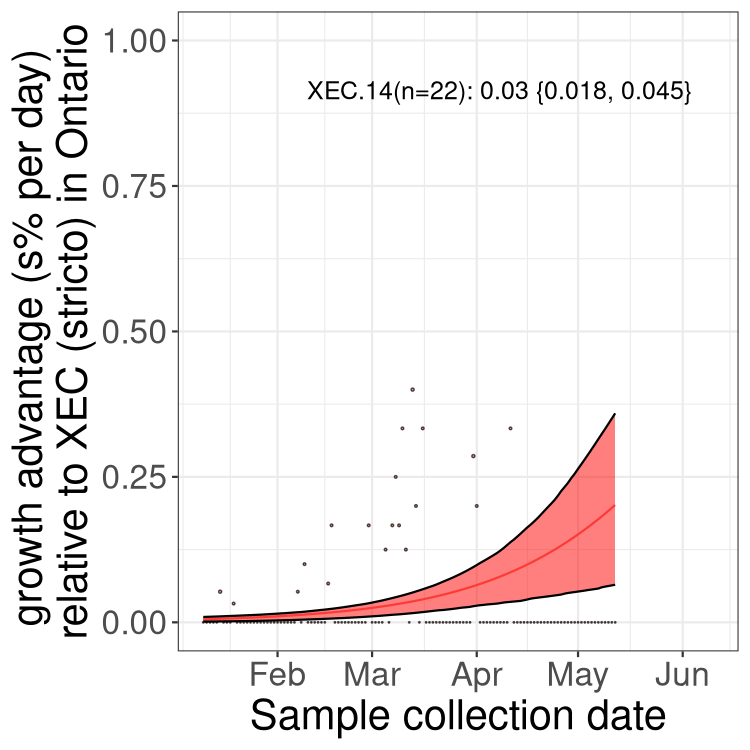 growth advantage (s% per day)
relative to XEC (stricto) in Ontario
1.00
0.75
0.50
0.25
0.00
XEC.14(n=22): 0.03 {0.018, 0.045}
Feb Mar Apr May Jun
Sample collection date